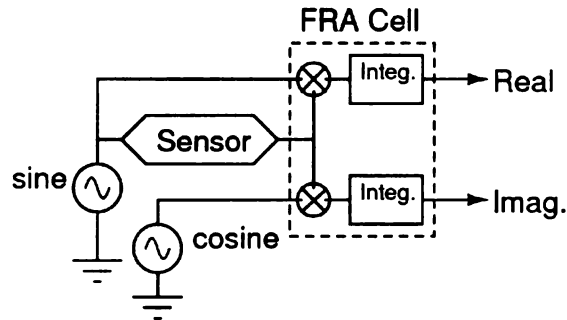 FRA Cell
Integ.
Real
Sensor
sine
Integ.
Imag.
cosine